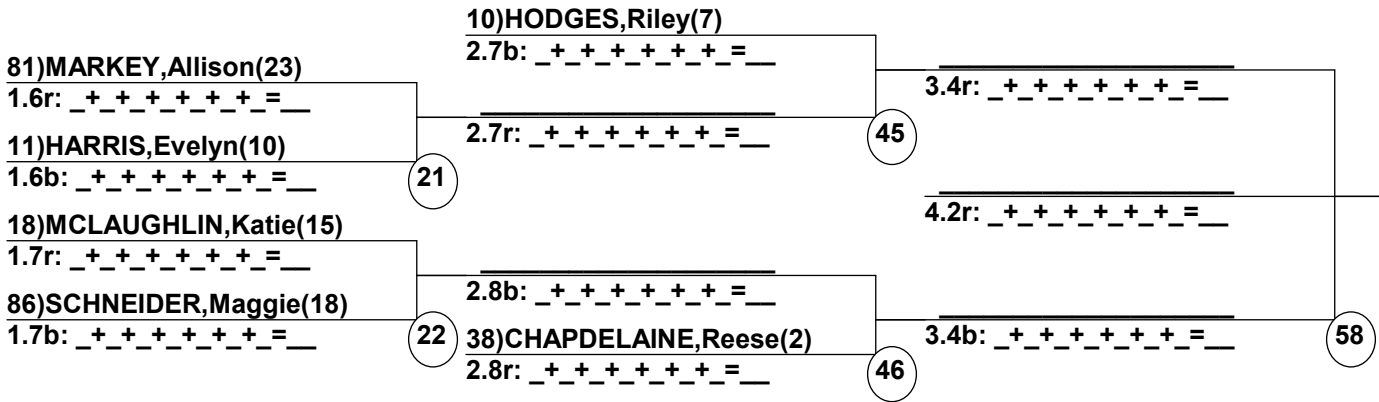 10)HODGES,Riley(7)
2.7b: _+_+_+_+_+_=__
81)MARKEY,Allison(23)
1.6r: _+_+_+_+_+_=__
3.4r: _+_+_+_+_+_=__
2.7r: _+_+_+_+_+_=__
45
11)HARRIS,Evelyn(10)
1.6b: _+_+_+_+_+_=__
21
4.2r: _+_+_+_+_+_=__
18)MCLAUGHLIN,Katie(15)
1.7r: _+_+_+_+_+_=__
2.8b: _+_+_+_+_+_=__
86)SCHNEIDER,Maggie(18)
1.7b: _+_+_+_+_+_=__
22
38)CHAPDELAINE,Reese(2)
2.8r: _+_+_+_+_+_=__
46
3.4b: _+_+_+_+_+_=__
58